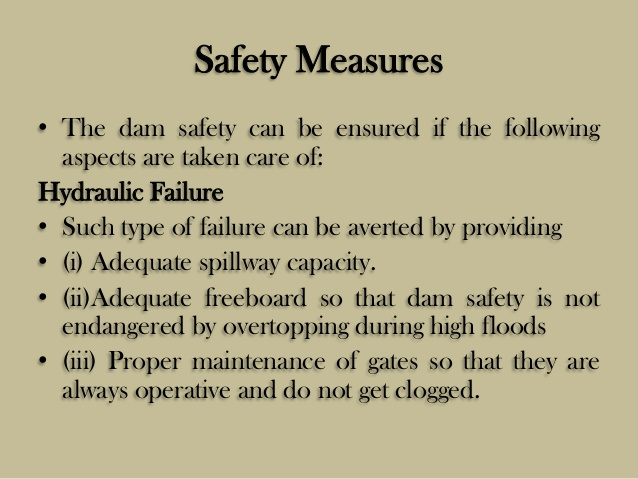 Safety Measures
• The dam safety can be ensured if the following
aspects are taken care of:
Hydraulic Failure
• Such type of failure can be averted by providing
• (i) Adequate spillway capacity.
• (ii)Adequate freeboard so that dam safety is not
endangered by overtopping during high floods
• (iii) Proper maintenance of gates so that they are
always operative and do not get clogged.